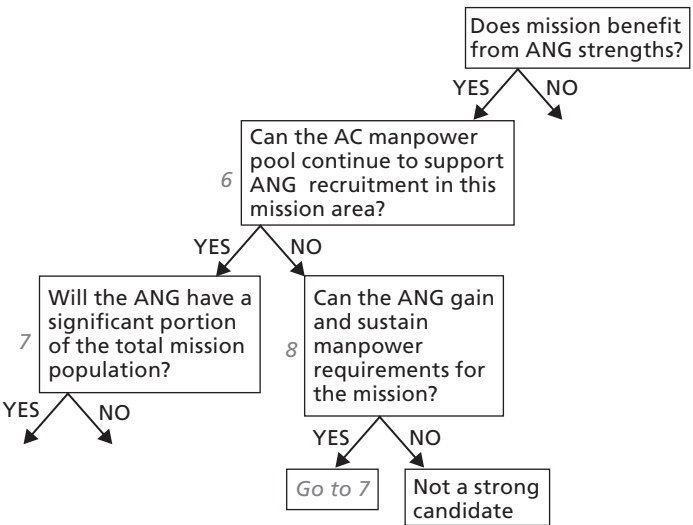 Does mission benefit
from ANG strengths?
YES
NO
6
Can the AC manpower
pool continue to support
ANG recruitment in this
mission area?
YES
NO
7
Will the ANG have a
significant portion
of the total mission
population?
8
Can the ANG gain
and sustain
manpower
requirements for
the mission?
YES
NO
YES
NO
Go to 7
Not a strong
candidate